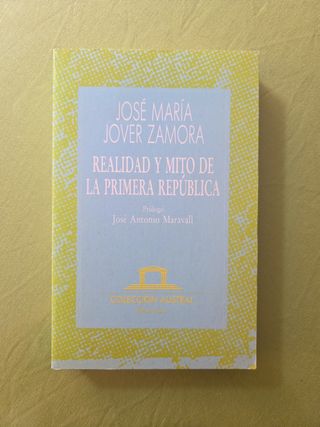 JOSÉ MARÍA
JOVER ZAMORA
REALIDAD Y MITO DE
LA PRIMERA REPÚBLICA
Prólogo
José Antonio Maravall
COLECCIÓN AUSTRAL